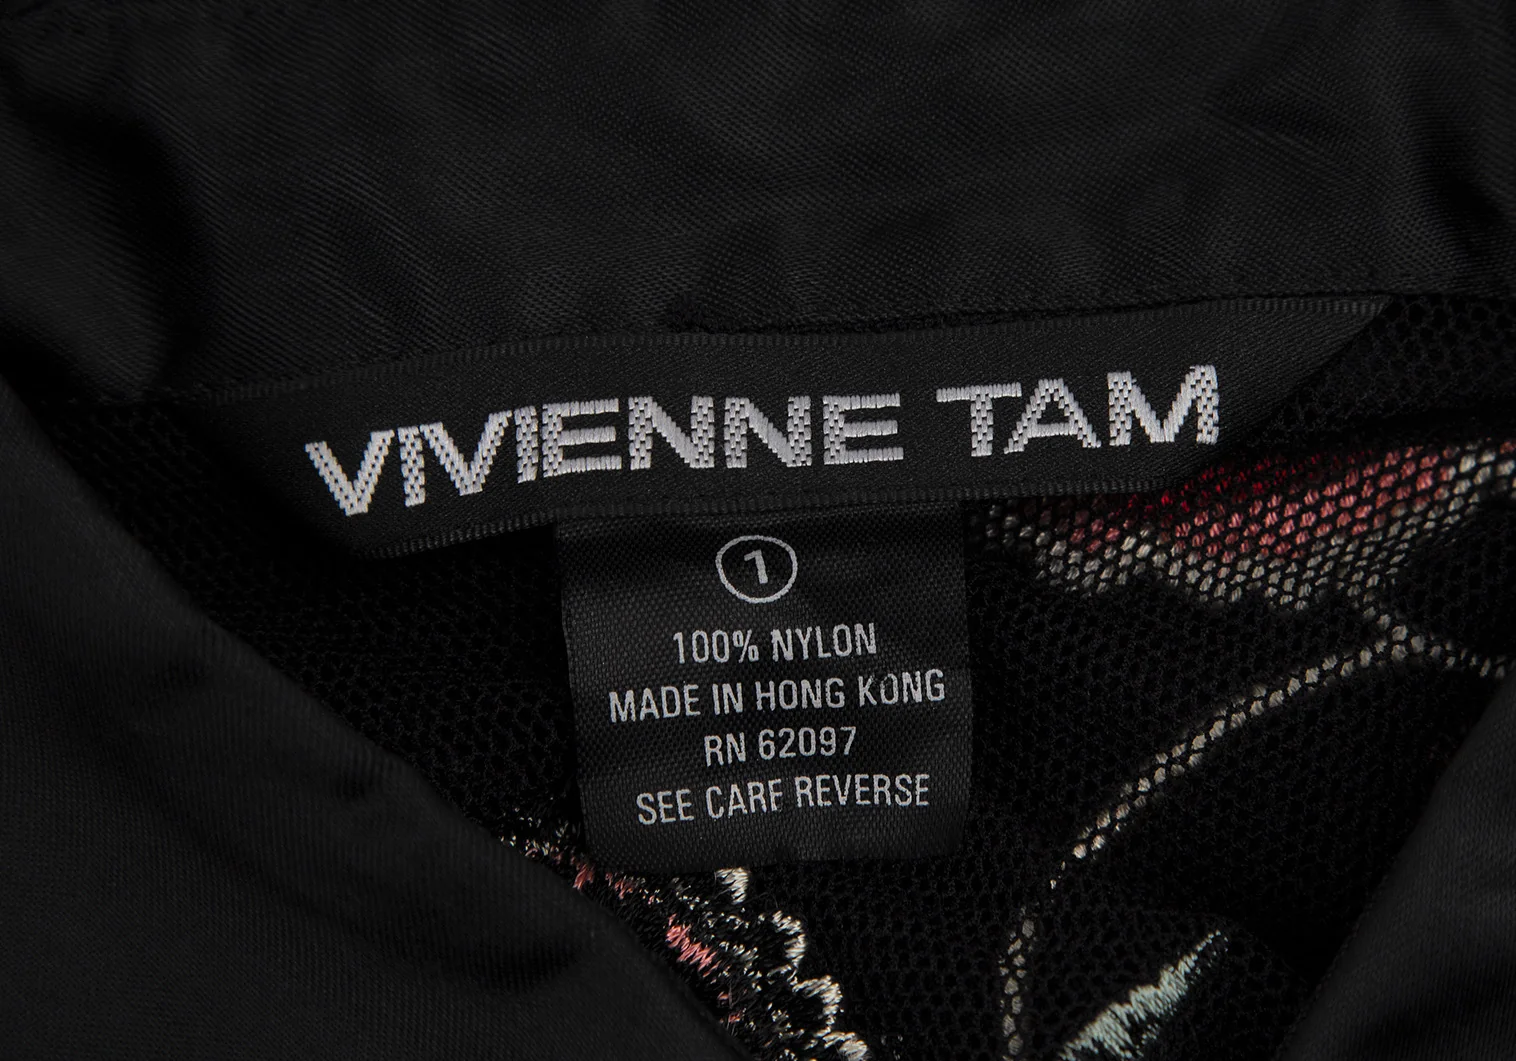 VIVIENNE TAM
1
100% NYLON
MADE IN HONG KONG
RN 62097
SEE CARE REVERSE